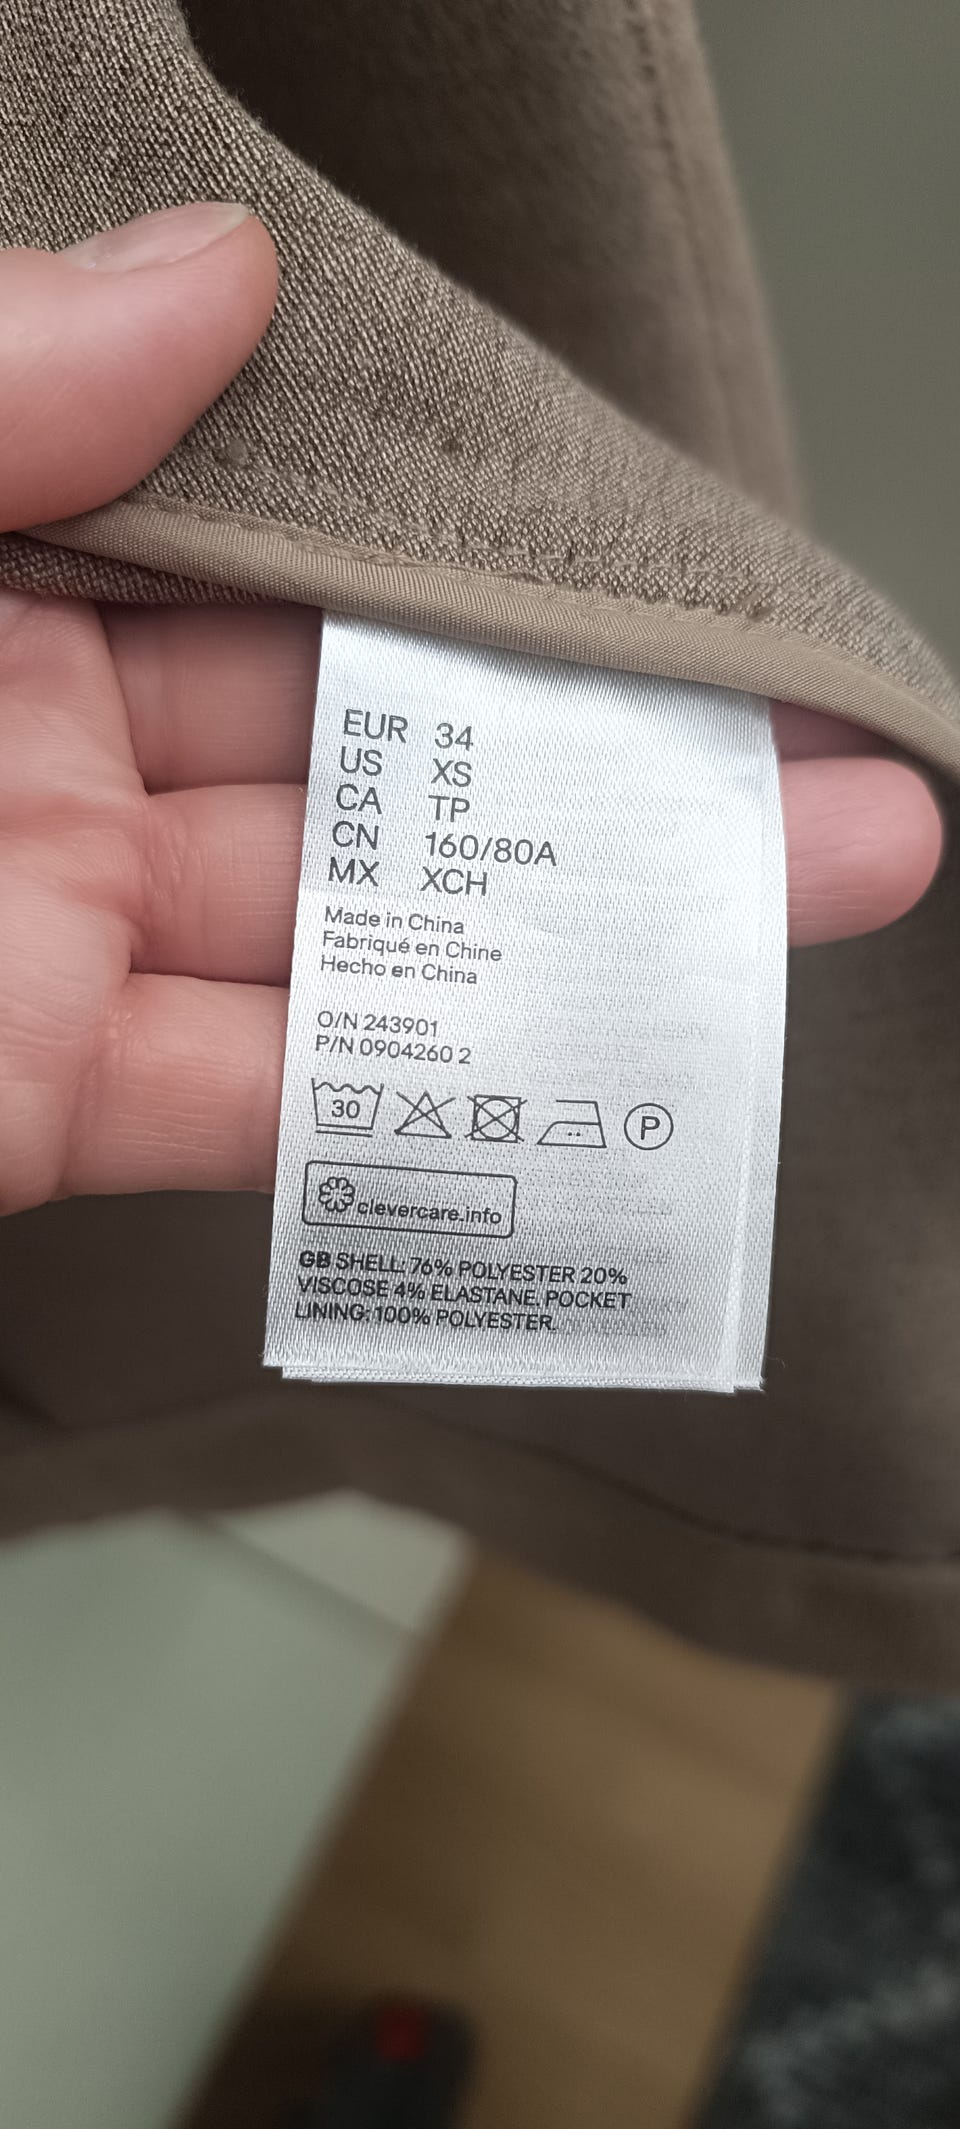 EUR 34
US XS
CA TP
CN 160/80A
MX XCH
Made in China
Fabriqué en Chine
Hecho en China
O/N 243901
P/N 0904260 2
30
P
clevercare.info
GB SHELL: 76% POLYESTER 20%
VISCOSE 4% ELASTANE. POCKET
LINING: 100% POLYESTER.